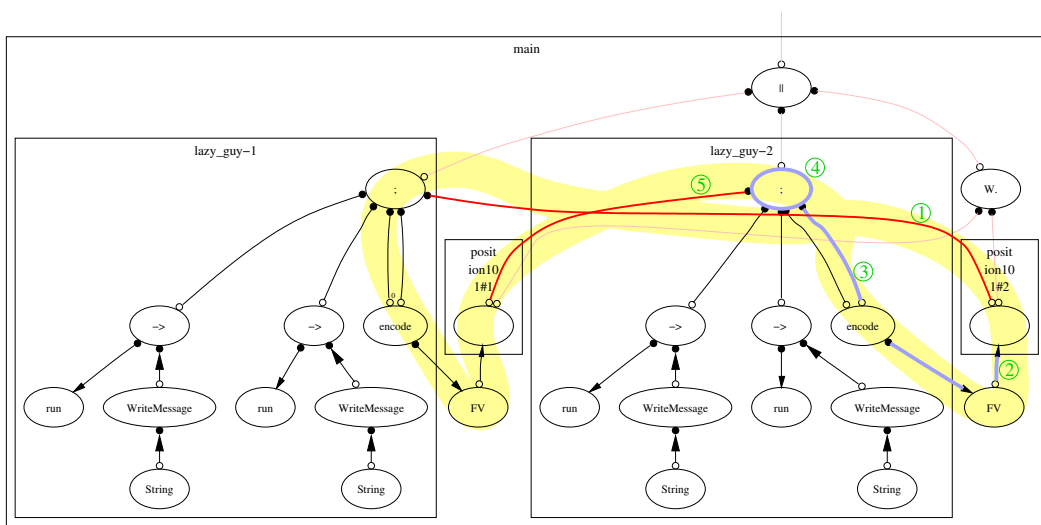 main
||
lazy_guy-1
lazy_guy-2
④
;
⑤
;
W.
①
posit
ion10
1#1
posit
ion10
1#2
③
0
->
->
encode
->
->
encode
②
run
WriteMessage
run
WriteMessage
FV
run
WriteMessage
run
WriteMessage
FV
String
String
String
String